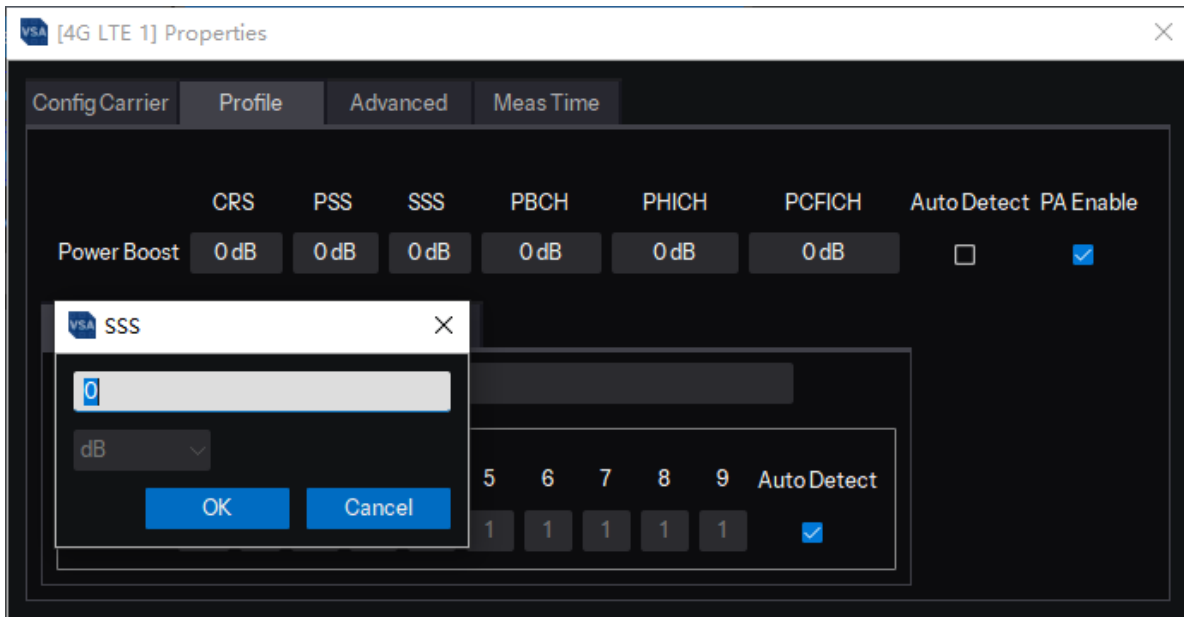 VSA [4G LTE 1] Properties
Config Carrier Profile Advanced Meas Time
CRS PSS SSS PBCH PHICH PCFICH Auto Detect PA Enable
Power Boost 0 dB 0 dB 0 dB 0 dB 0 dB 0 dB
VSA SSS
0
dB
OK Cancel
5 6 7 8 9 Auto Detect
1 1 1 1 1